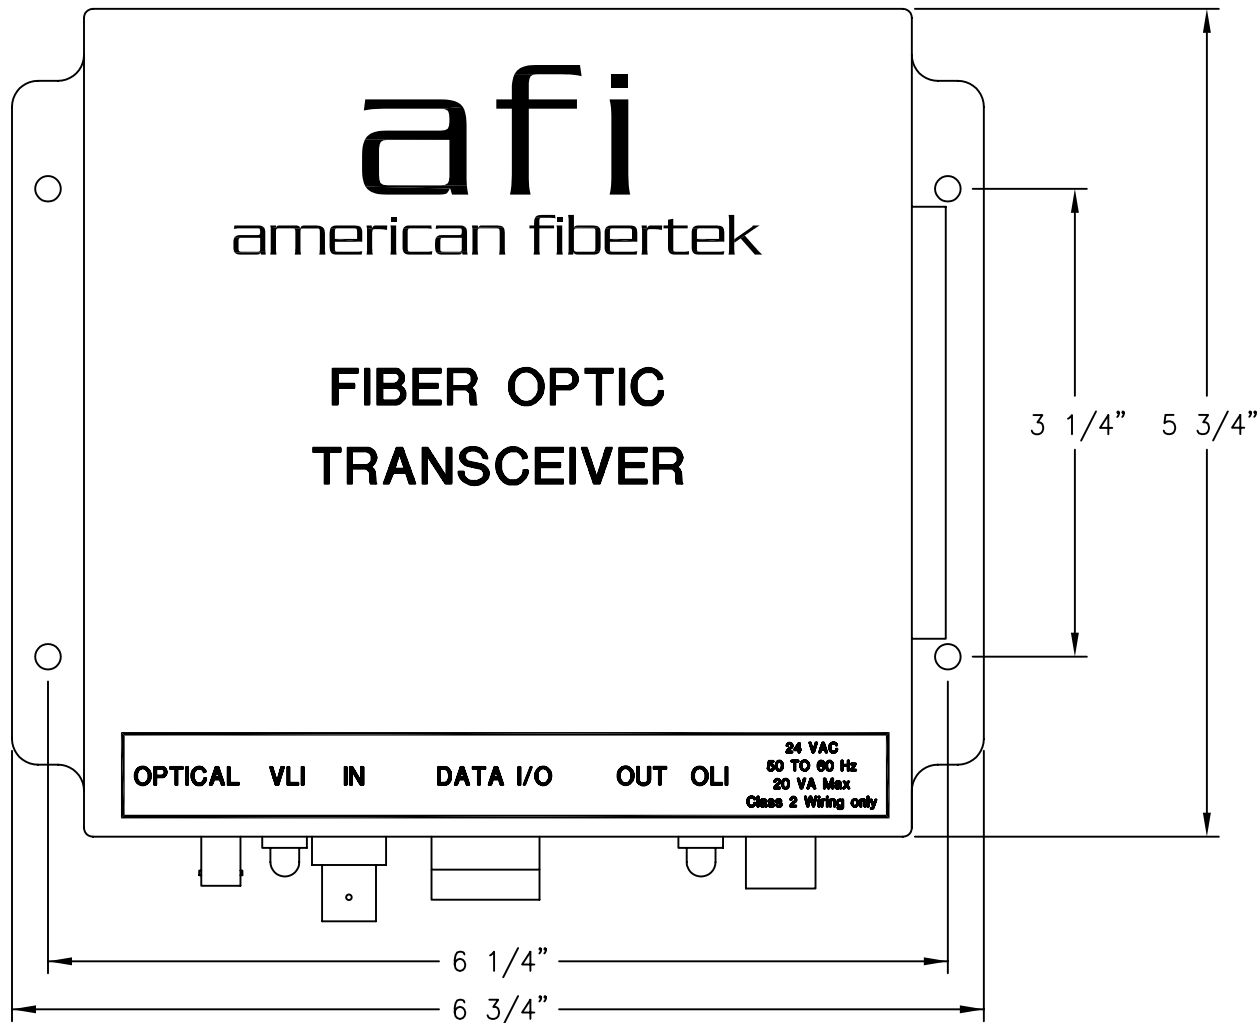 afi
american fibertek
FIBER OPTIC
TRANSCEIVER
3 1/4" 5 3/4"
24 VAC
50 TO 60 Hz
20 VA Max
Class 2 Wiring only
OPTICAL VLI IN DATA I/O OUT OLI
6 1/4"
6 3/4"